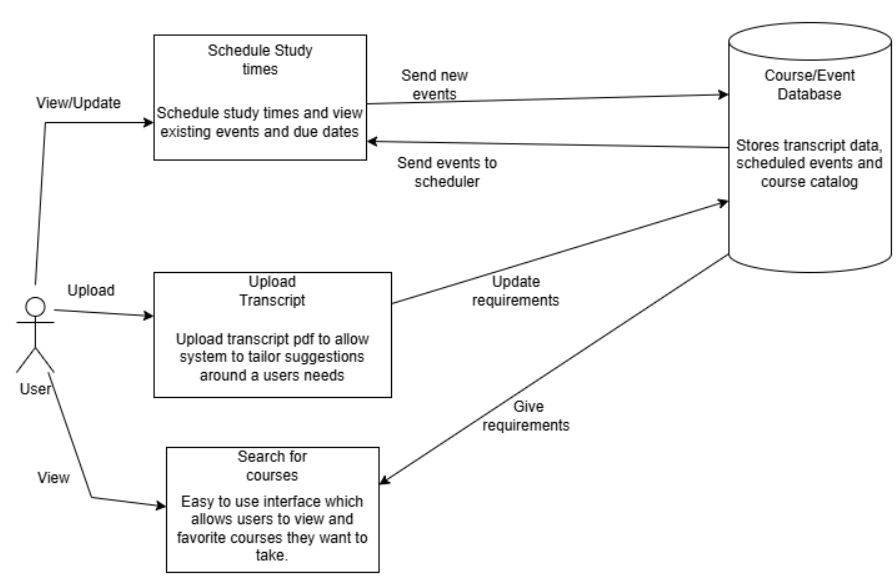 Schedule Study
times
Schedule study times and view
existing events and due dates
View/Update
Send new
events
Send events to
scheduler
Course/Event
Database
Stores transcript data,
scheduled events and
course catalog
Upload
Upload
Transcript
Upload transcript pdf to allow
system to tailor suggestions
around a users needs
Update
requirements
User
Give
requirements
View
Search for
courses
Easy to use interface which
allows users to view and
favorite courses they want to
take.